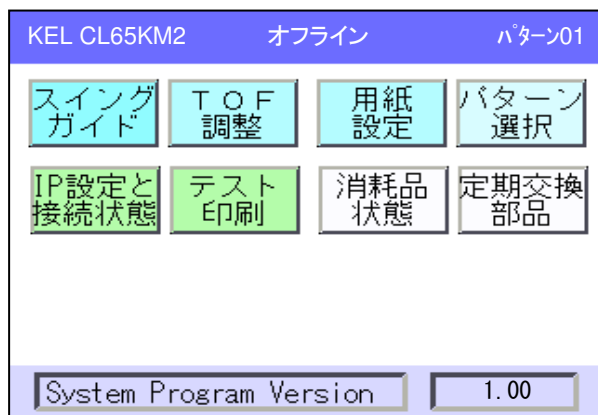 KEL CL65KM2 オフライン ﾊﾟﾀｰﾝ01
スイング
ガイド
ＴＯＦ
調整
用紙
設定
パターン
選択
IP設定と
接続状態
テスト
印刷
消耗品
状態
定期交換
部品
System Program Version 1.00